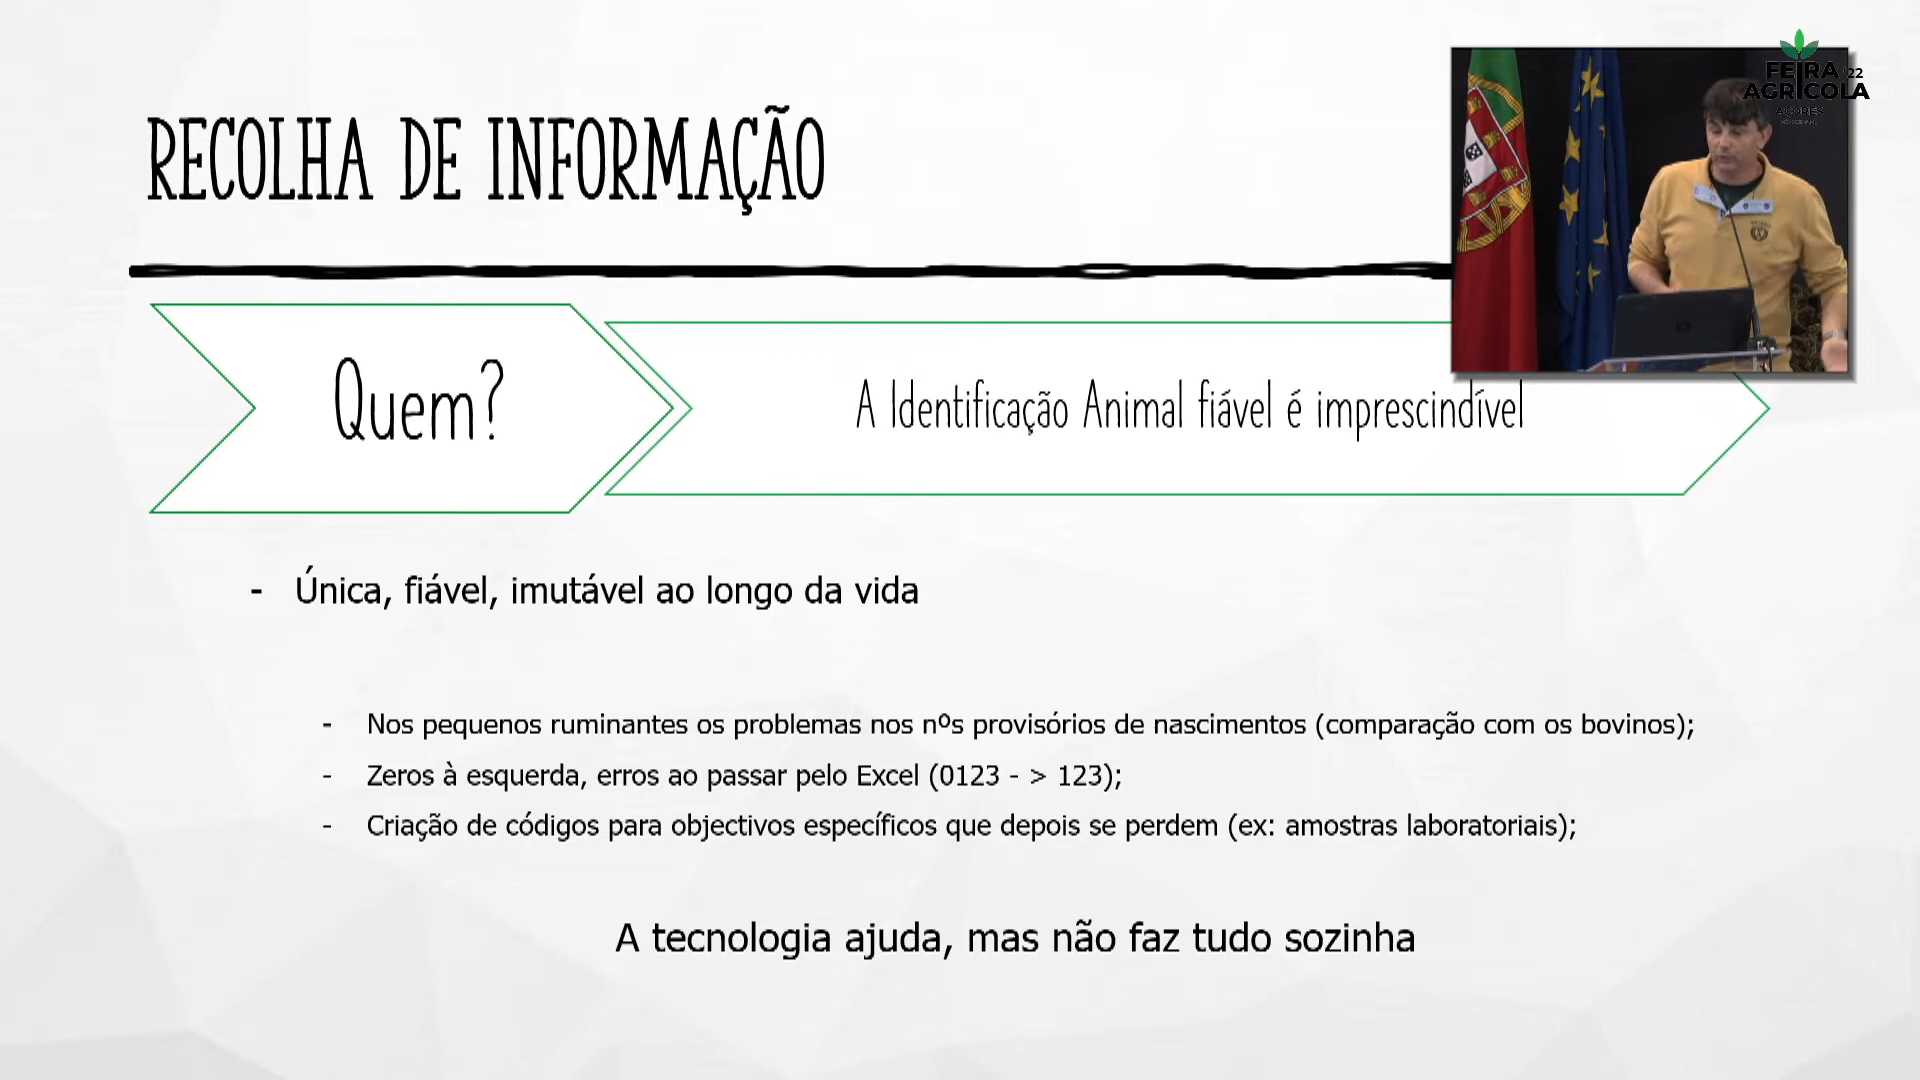 RECOLHA DE INFORMAÇÃO
FEIRA '22
AGRÍCOLA
AÇORES
Quem?
A Identificação Animal fiável é imprescindível
- Única, fiável, imutável ao longo da vida
- Nos pequenos ruminantes os problemas nos nºs provisórios de nascimentos (comparação com os bovinos);
- Zeros à esquerda, erros ao passar pelo Excel (0123 - > 123);
- Criação de códigos para objectivos específicos que depois se perdem (ex: amostras laboratoriais);
A tecnologia ajuda, mas não faz tudo sozinha